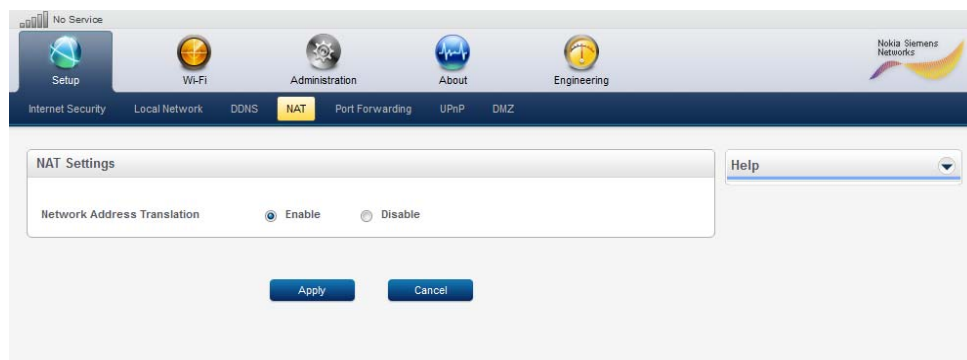 No Service
Setup
Wi-Fi
Administration
About
Engineering
Nokia Siemens
Networks
Internet Security
Local Network
DDNS
NAT
Port Forwarding
UPnP
DMZ
NAT Settings
Help
Network Address Translation
Enable
Disable
Apply
Cancel